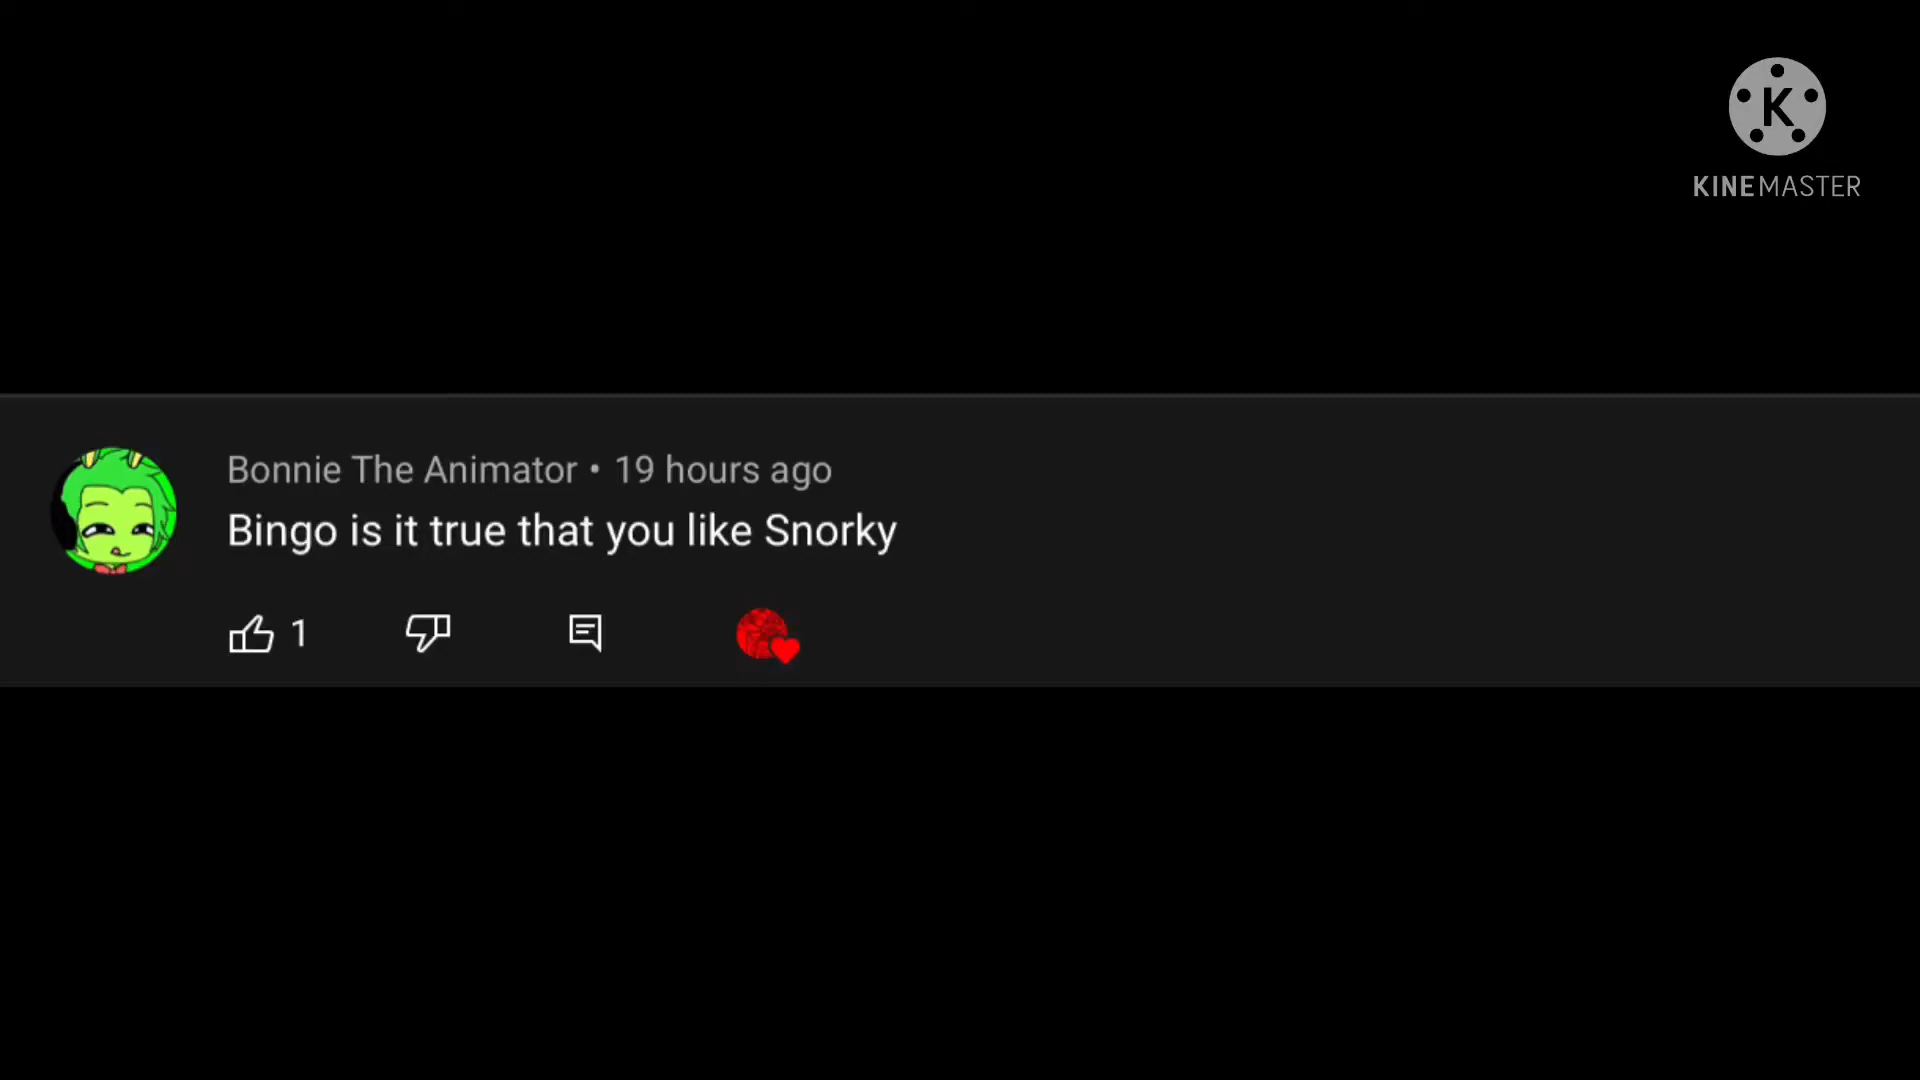 K
KINEMASTER
Bonnie The Animator • 19 hours ago
Bingo is it true that you like Snorky
1